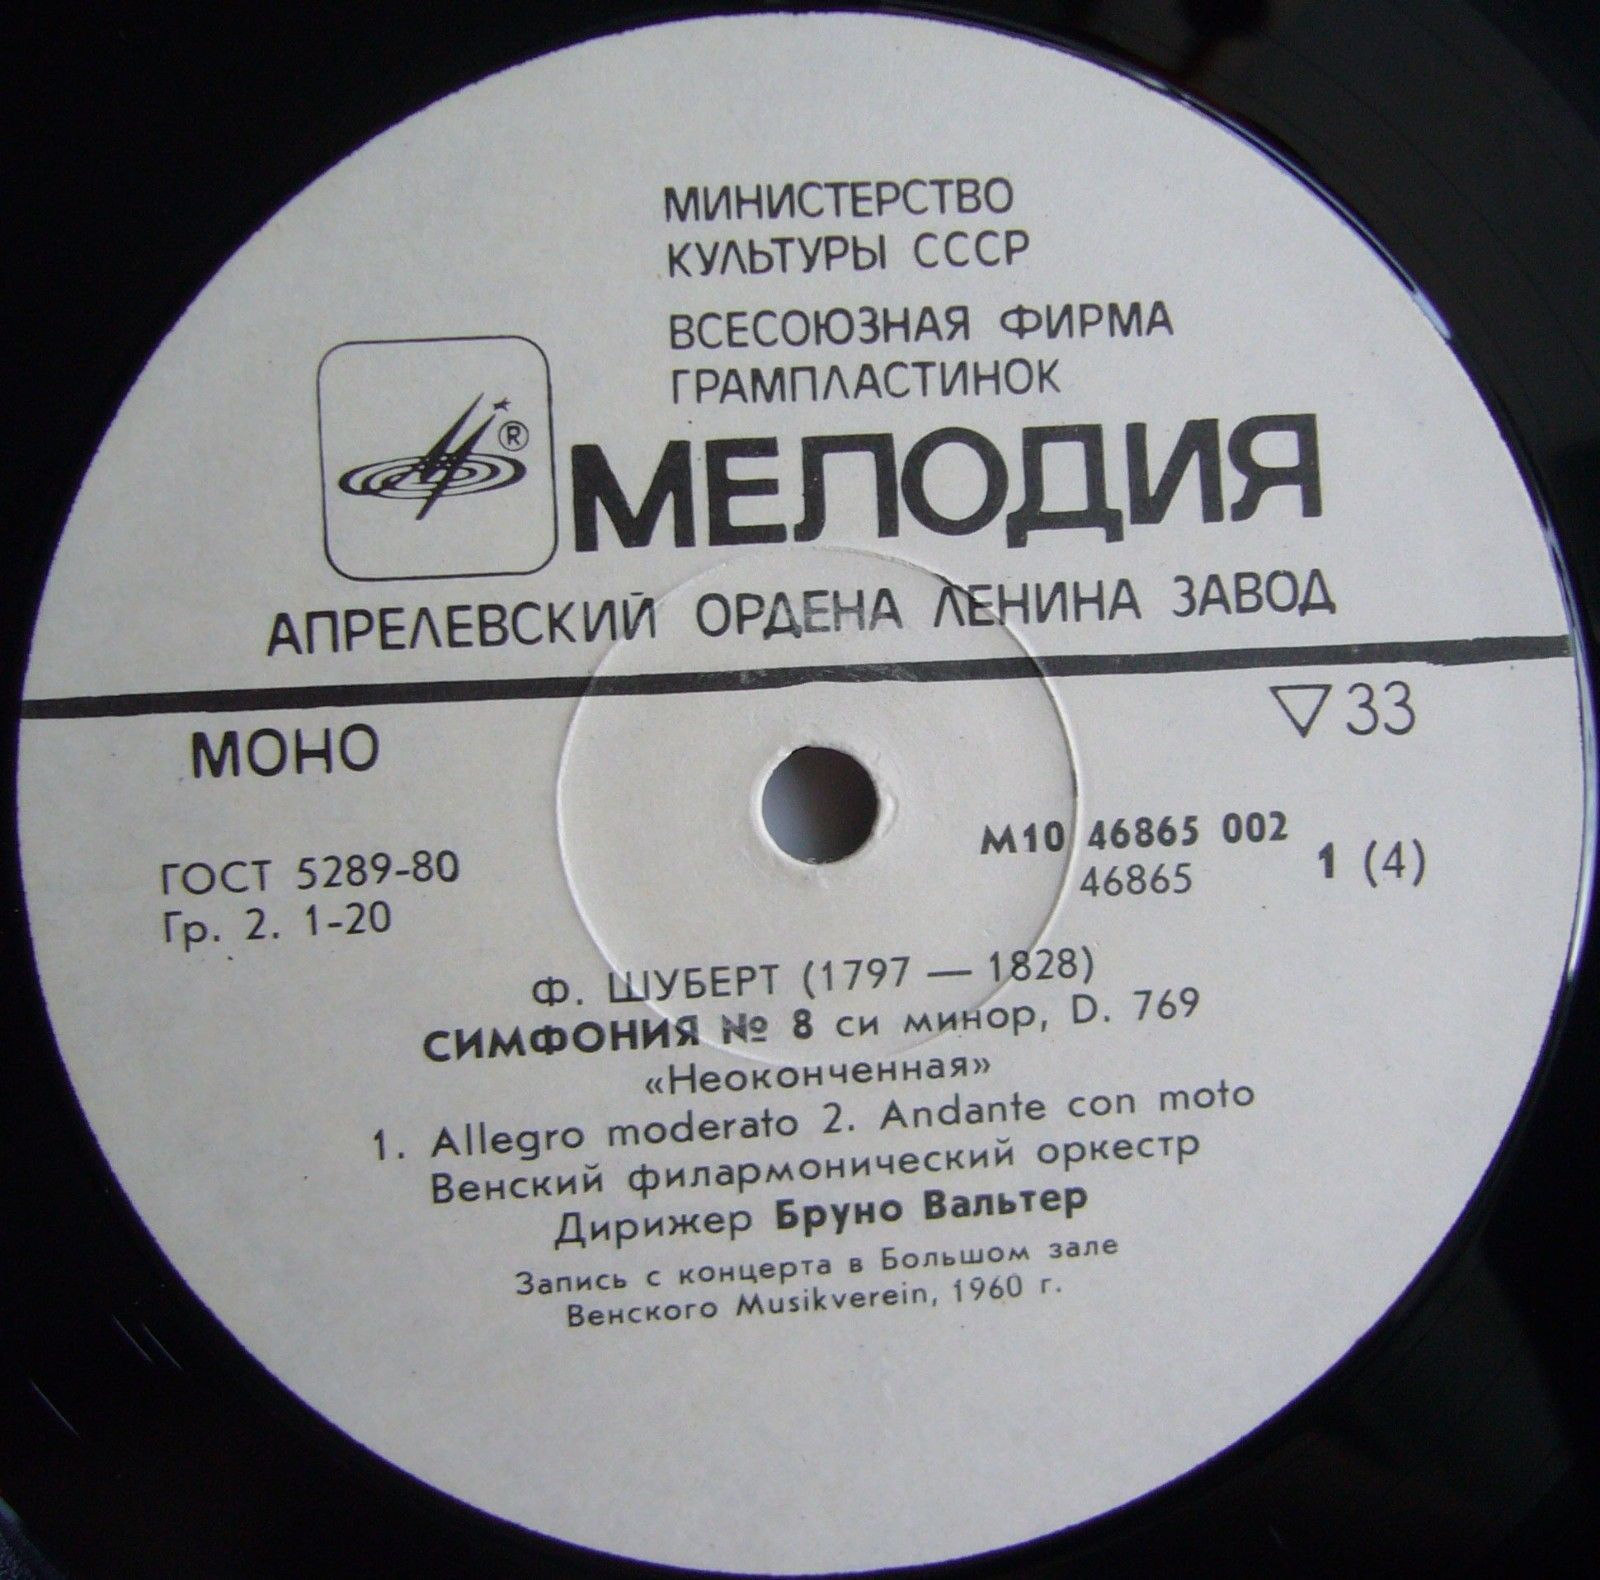 МИНИСТЕРСТВО
КУЛЬТУРЫ СССР
ВСЕСОЮЗНАЯ ФИРМА
ГРАМПЛАСТИНОК
®
МЕЛОДИЯ
АПРЕЛЕВСКИЙ ОРДЕНА ЛЕНИНА ЗАВОД
МОНО
▽33
ГОСТ 5289-80
Гр. 2. 1-20
М10 46865 002
46865
1 (4)
Ф. ШУБЕРТ (1797 — 1828)
СИМФОНИЯ № 8 си минор, D. 769
«Неоконченная»
1. Allegro moderato 2. Andante con moto
Венский филармонический оркестр
Дирижер Бруно Вальтер
Запись с концерта в Большом зале
Венского Musikverein, 1960 г.